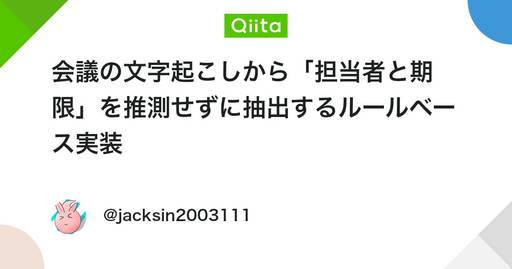 Qiita
会議の文字起こしから「担当者と期
限」を推測せずに抽出するルールベー
ス実装
@jacksin2003111